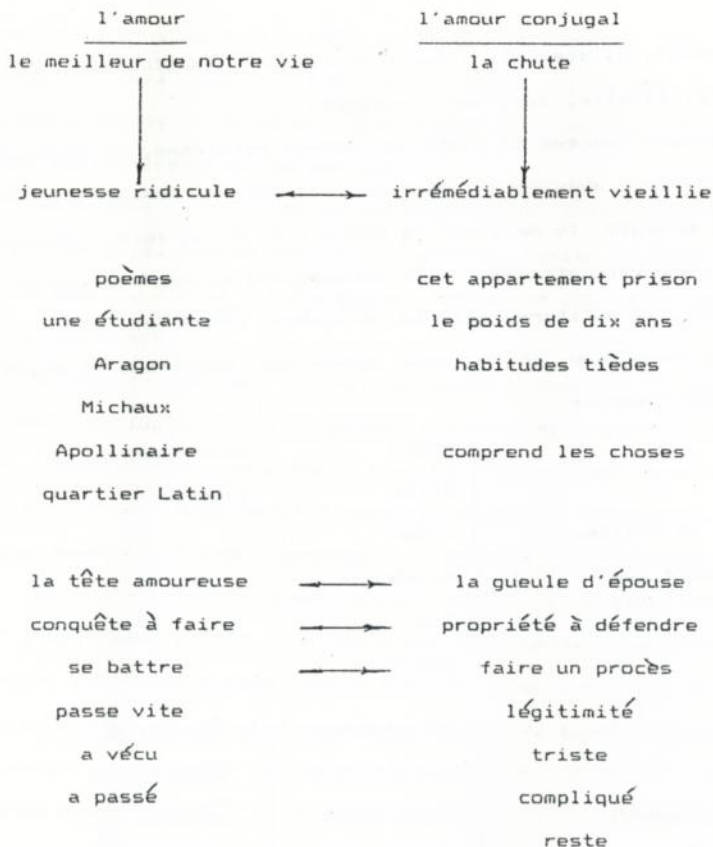 l'amour l'amour conjugal
le meilleur de notre vie la chute
jeunesse ridicule irrémédiablement vieillie
poèmes cet appartement prison
une étudiante le poids de dix ans
Aragon habitudes tièdes
Michaux
Apollinaire comprend les choses
quartier Latin
la tête amoureuse la gueule d'épouse
conquête à faire propriété à défendre
se battre faire un procès
passe vite légitimité
a vécu triste
a passé compliqué
reste